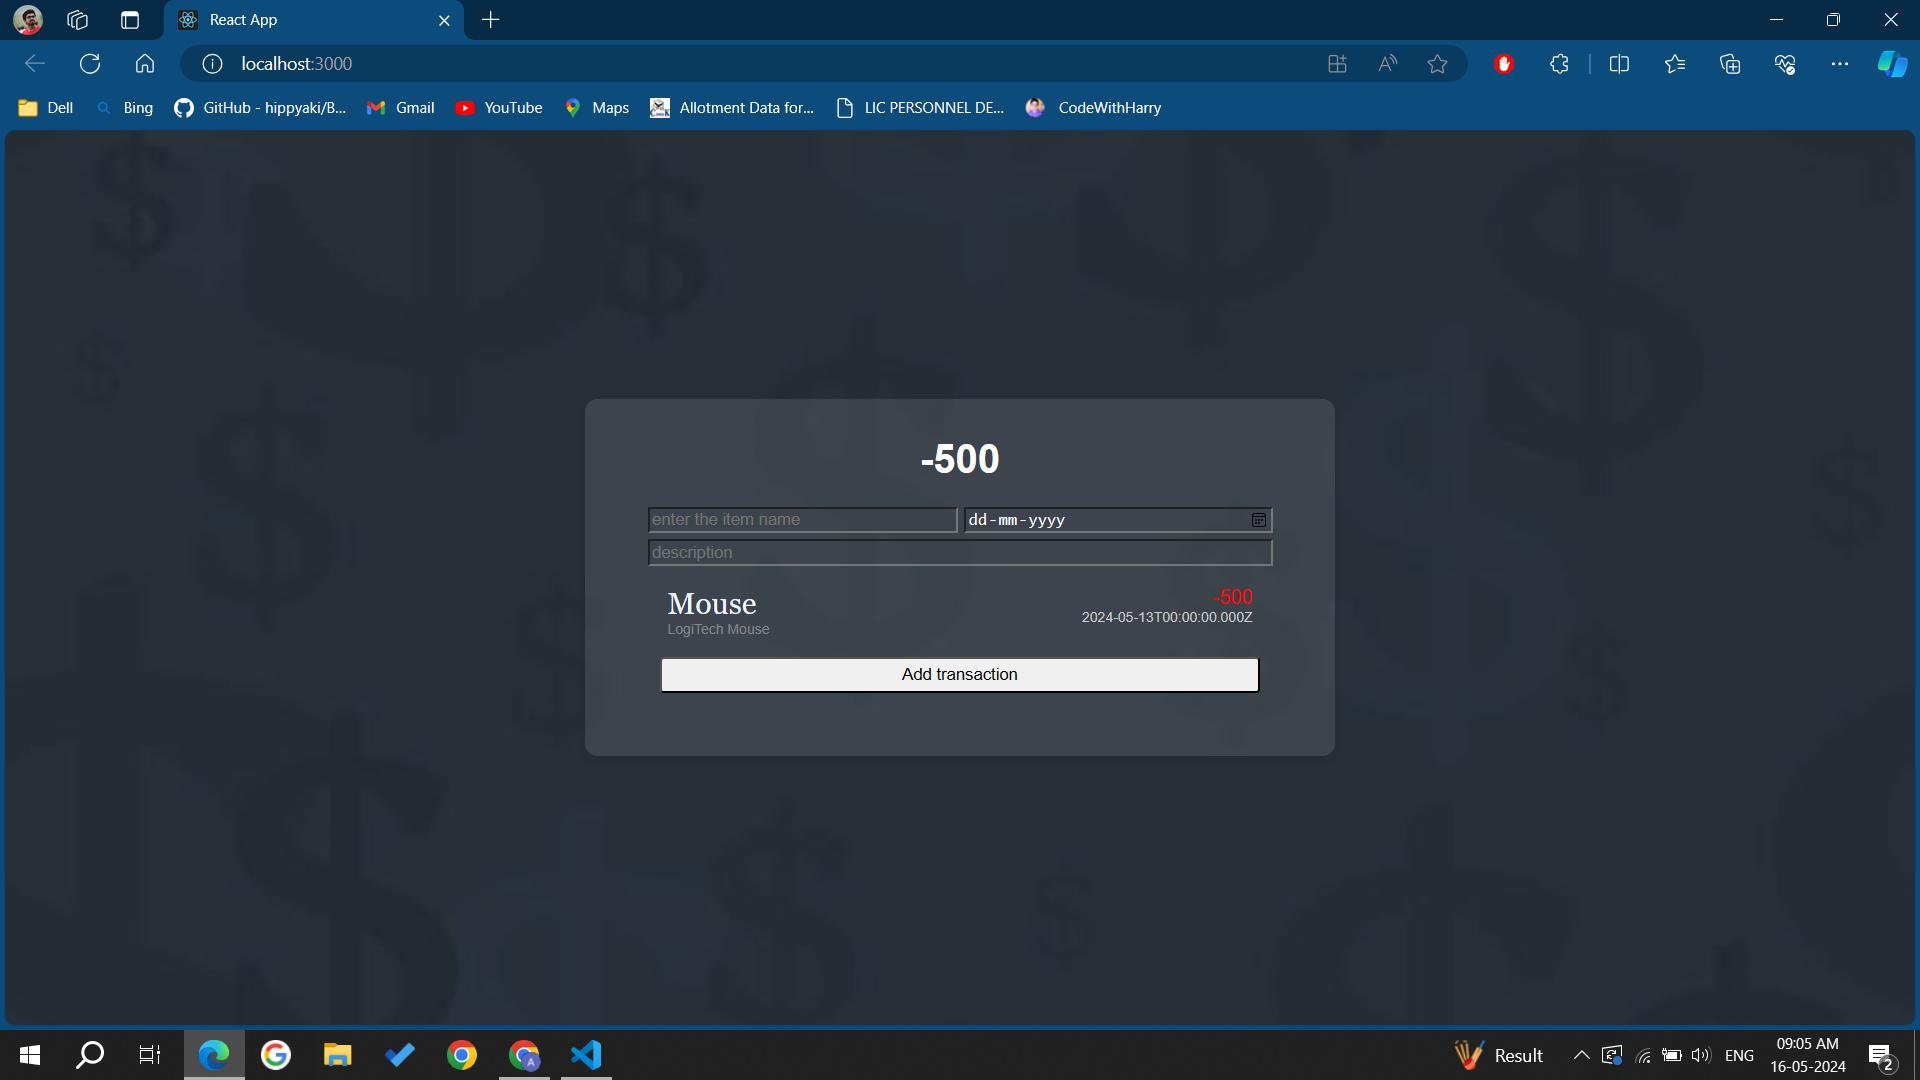 React App
localhost:3000
Dell
Bing
GitHub - hippyaki/B...
Gmail
YouTube
Maps
Allotment Data for...
LIC PERSONNEL DE...
CodeWithHarry
-500
enter the item name
dd-mm-yyyy
description
Mouse
-500
LogiTech Mouse
2024-05-13T00:00:00.000Z
Add transaction
Result
ENG
09:05 AM
16-05-2024
2